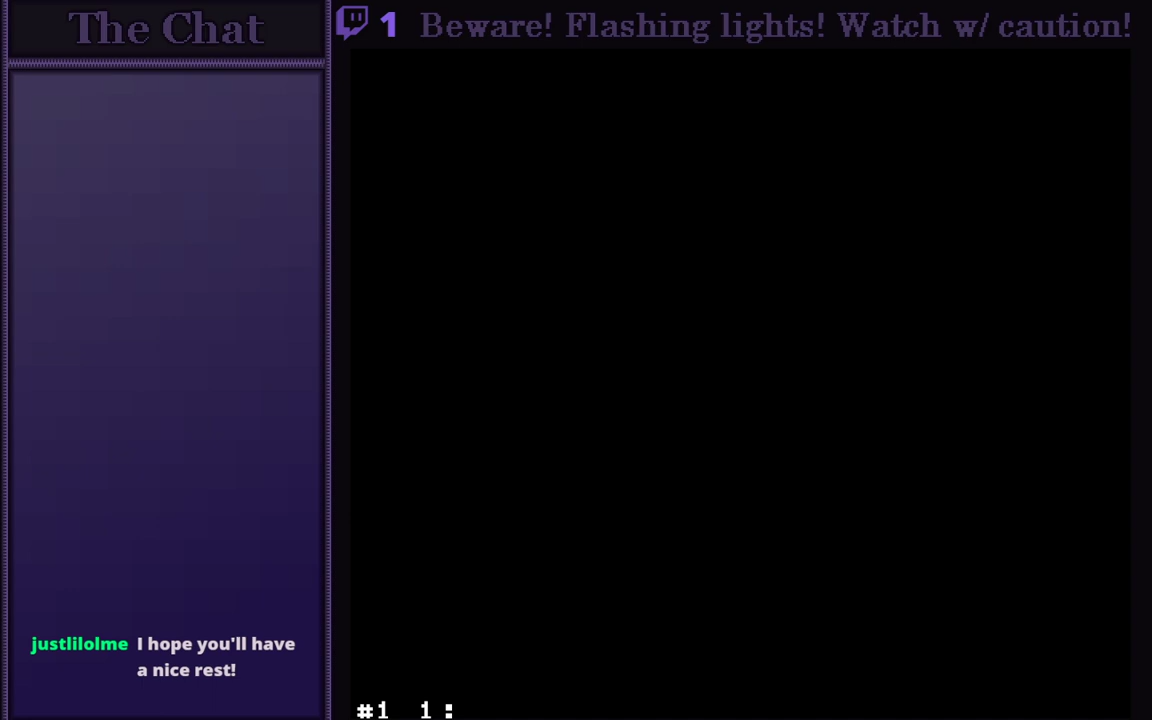 The Chat
1 Beware! Flashing lights! Watch w/ caution!
justlilolme I hope you'll have
a nice rest!
#1 1: